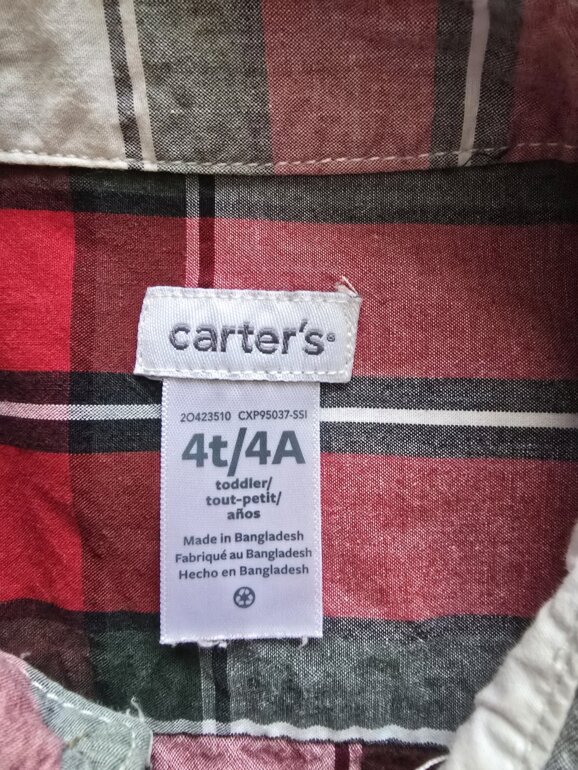 carter's®
20423510 CXP95037-SSI
4t/4A
toddler/
tout-petit/
años
Made in Bangladesh
Fabriqué au Bangladesh
Hecho en Bangladesh